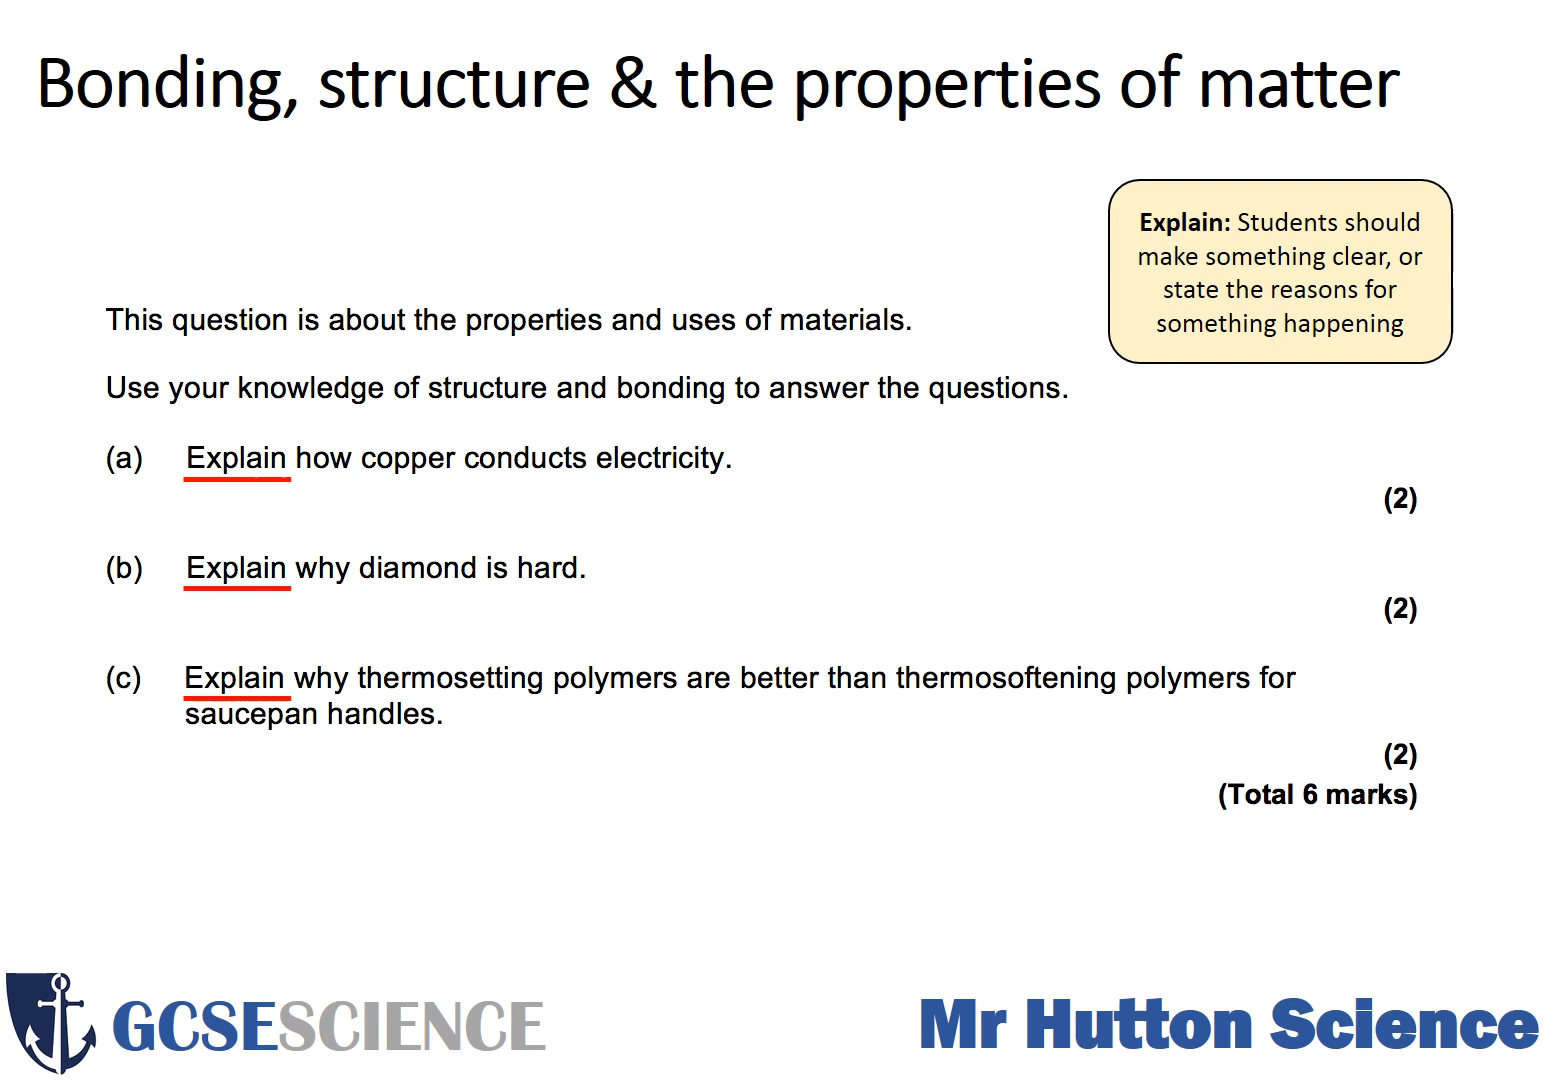 Bonding, structure & the properties of matter
Explain: Students should
make something clear, or
state the reasons for
something happening
This question is about the properties and uses of materials.
Use your knowledge of structure and bonding to answer the questions.
(a) Explain how copper conducts electricity.
(2)
(b) Explain why diamond is hard.
(2)
(c) Explain why thermosetting polymers are better than thermosoftening polymers for
saucepan handles.
(2)
(Total 6 marks)
GCSESCIENCE
Mr Hutton Science